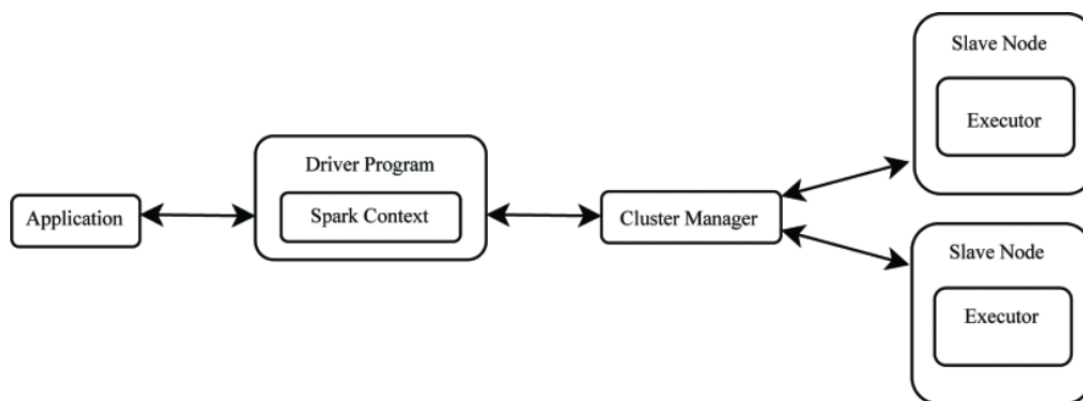 Slave Node
Executor
Driver Program
Spark Context
Application
Cluster Manager
Slave Node
Executor